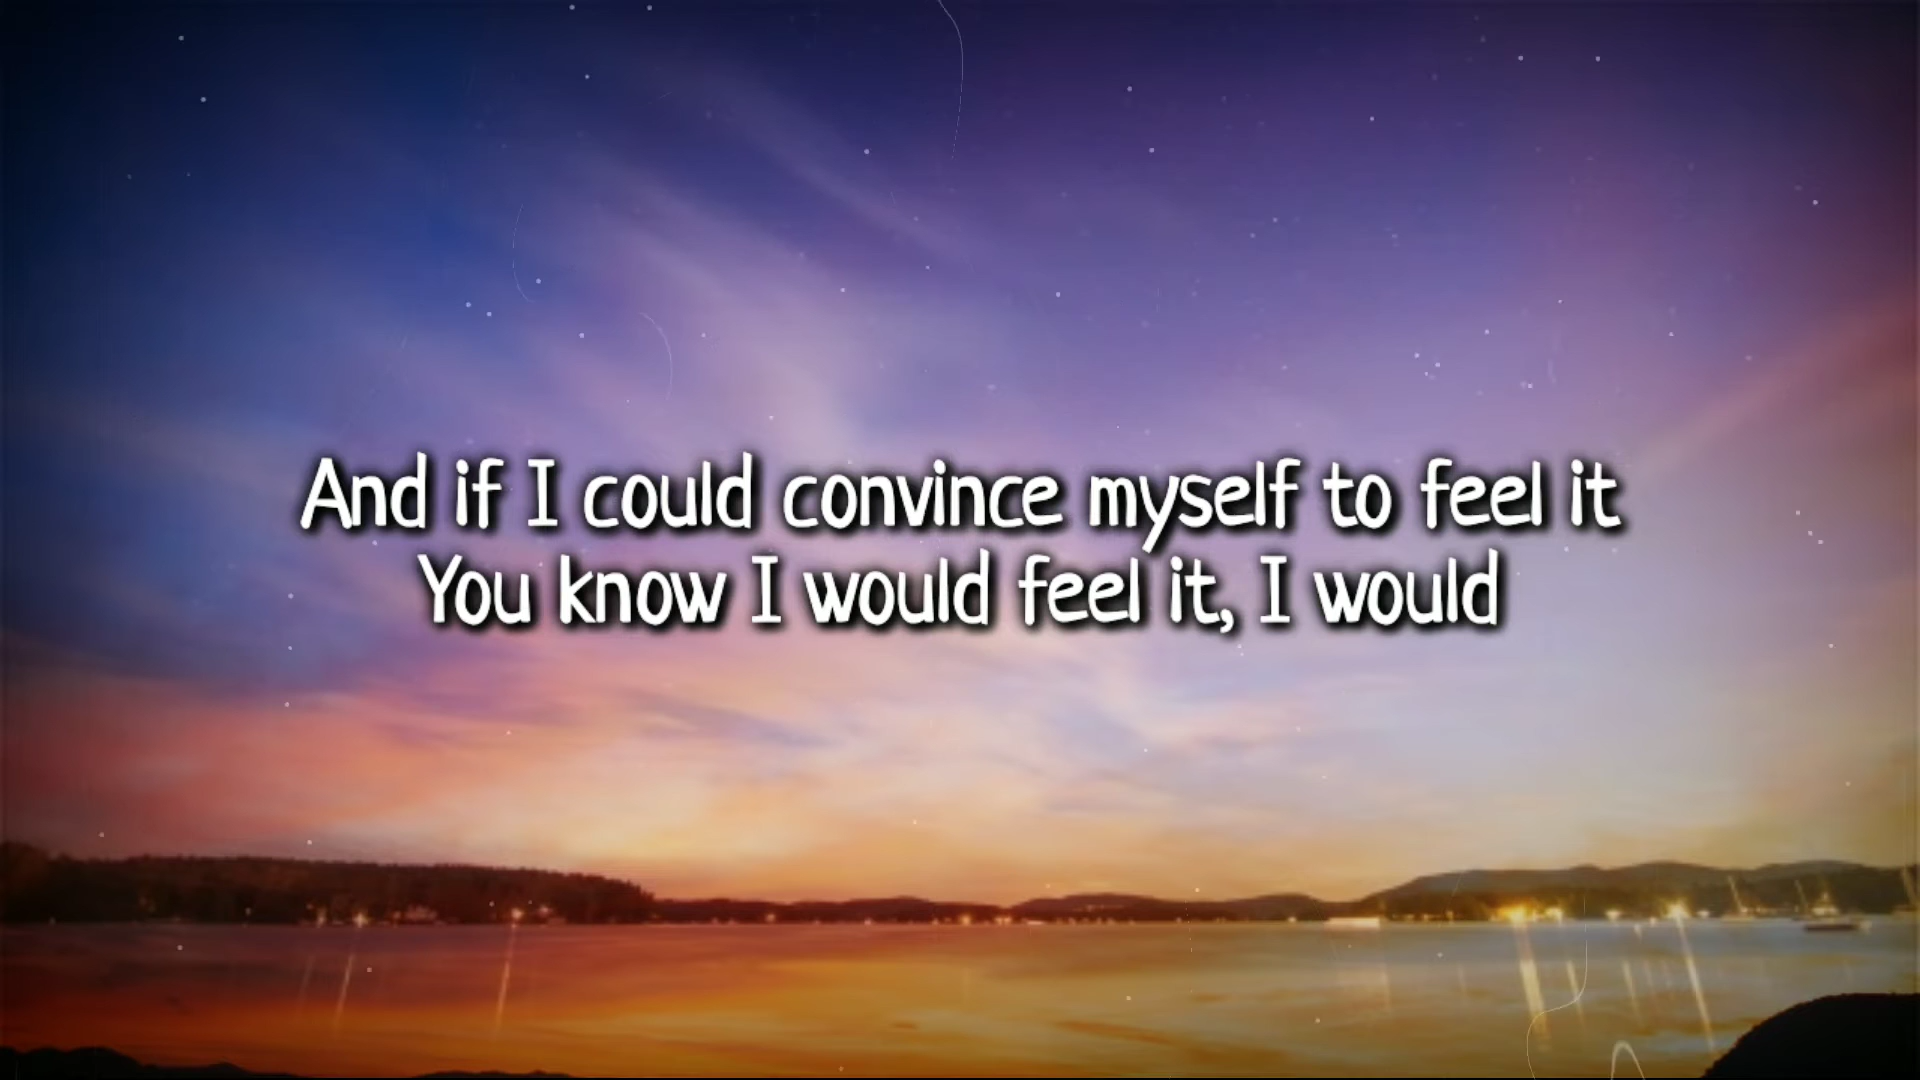 And if I could convince myself to feel it
You know I would feel it, I would